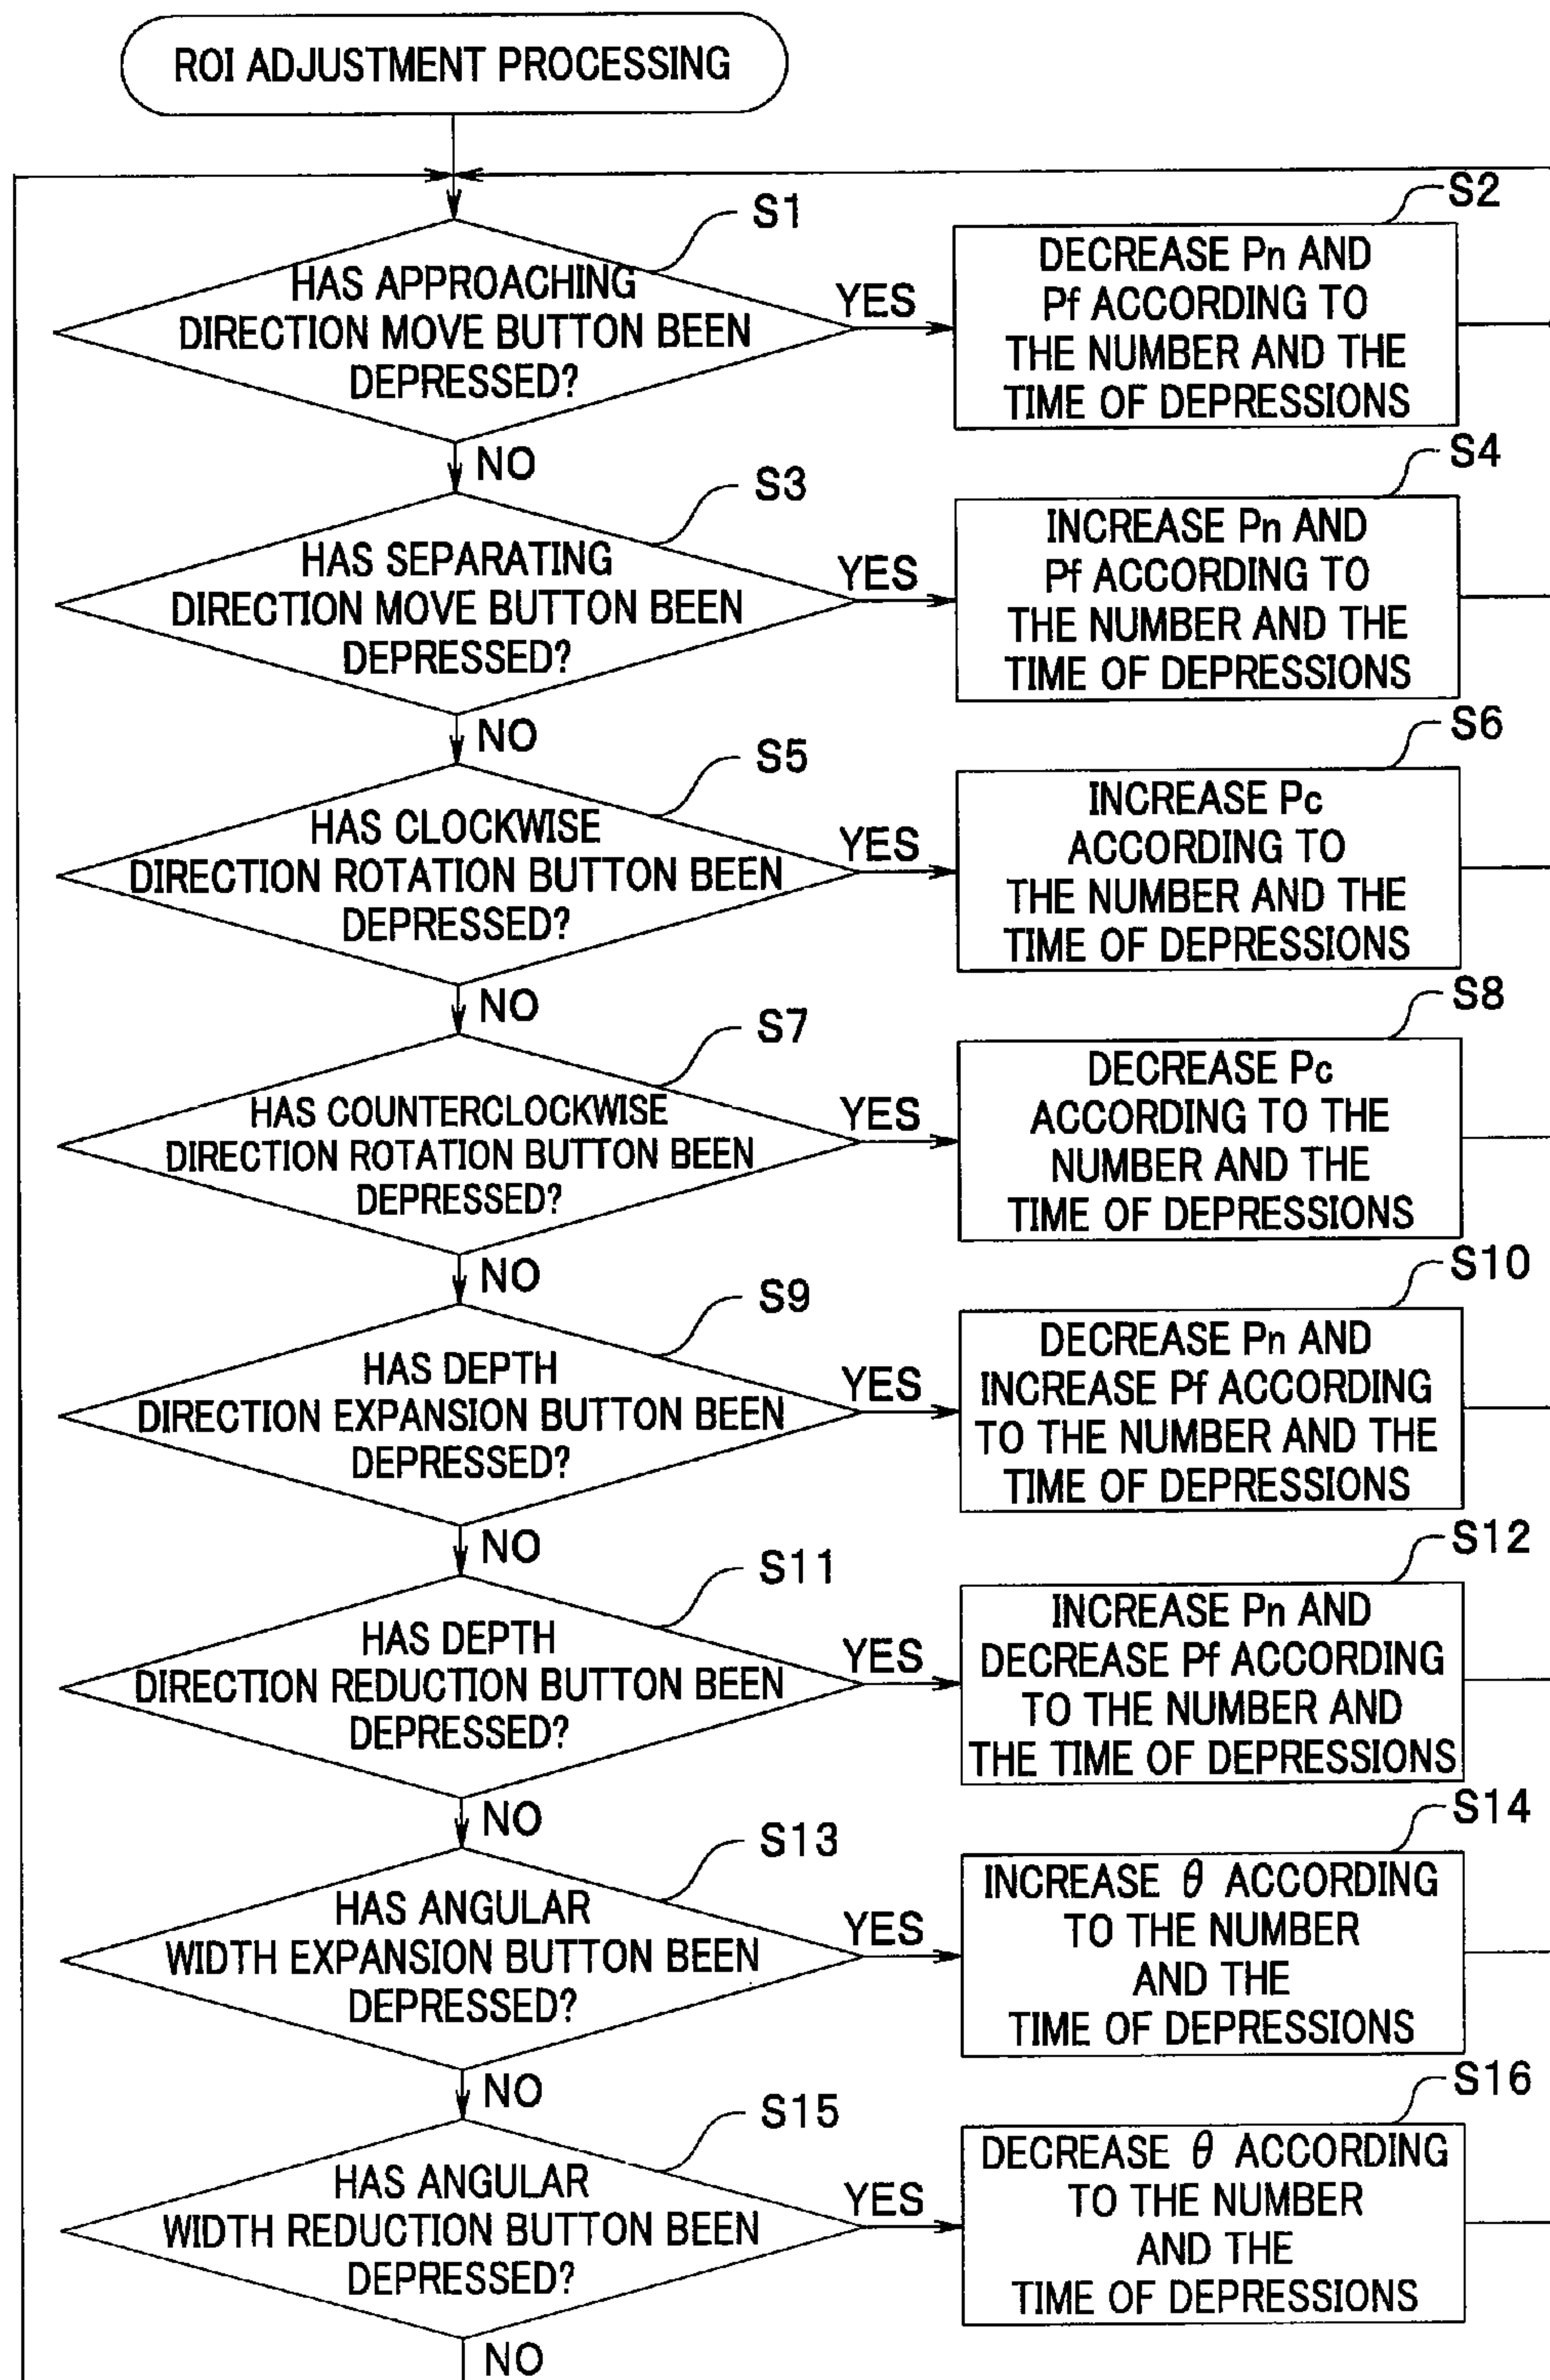 ROI ADJUSTMENT PROCESSING
S1
HAS APPROACHING
DIRECTION MOVE BUTTON BEEN
DEPRESSED?
YES
S2
DECREASE Pn AND
Pf ACCORDING TO
THE NUMBER AND THE
TIME OF DEPRESSIONS
NO
S3
HAS SEPARATING
DIRECTION MOVE BUTTON BEEN
DEPRESSED?
YES
S4
INCREASE Pn AND
Pf ACCORDING TO
THE NUMBER AND THE
TIME OF DEPRESSIONS
NO
S5
HAS CLOCKWISE
DIRECTION ROTATION BUTTON BEEN
DEPRESSED?
YES
S6
INCREASE Pc
ACCORDING TO
THE NUMBER AND THE
TIME OF DEPRESSIONS
NO
S7
HAS COUNTERCLOCKWISE
DIRECTION ROTATION BUTTON BEEN
DEPRESSED?
YES
S8
DECREASE Pc
ACCORDING TO THE
NUMBER AND THE
TIME OF DEPRESSIONS
NO
S9
HAS DEPTH
DIRECTION EXPANSION BUTTON BEEN
DEPRESSED?
YES
S10
DECREASE Pn AND
INCREASE Pf ACCORDING
TO THE NUMBER AND THE
TIME OF DEPRESSIONS
NO
S11
HAS DEPTH
DIRECTION REDUCTION BUTTON BEEN
DEPRESSED?
YES
S12
INCREASE Pn AND
DECREASE Pf ACCORDING
TO THE NUMBER AND
THE TIME OF DEPRESSIONS
NO
S13
HAS ANGULAR
WIDTH EXPANSION BUTTON BEEN
DEPRESSED?
YES
S14
INCREASE θ ACCORDING
TO THE NUMBER
AND THE
TIME OF DEPRESSIONS
NO
S15
HAS ANGULAR
WIDTH REDUCTION BUTTON BEEN
DEPRESSED?
YES
S16
DECREASE θ ACCORDING
TO THE NUMBER
AND THE
TIME OF DEPRESSIONS
NO